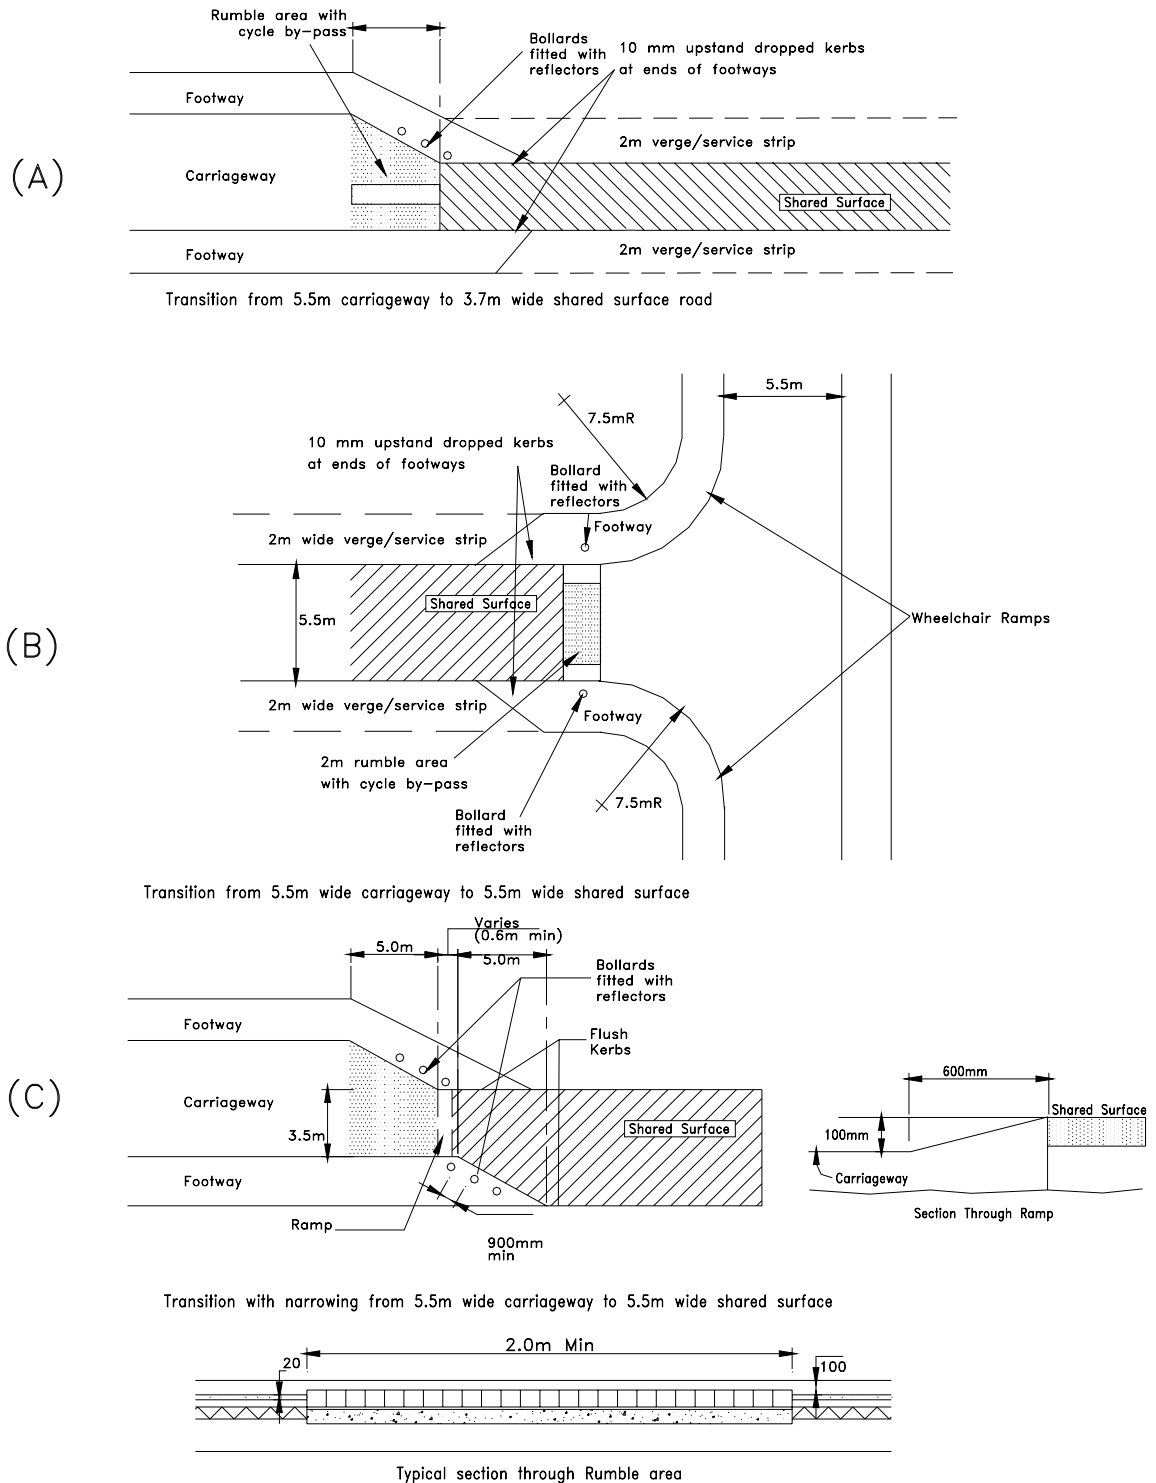 Rumble area with
cycle by-pass
Bollards
fitted with
reflectors
10 mm upstand dropped kerbs
at ends of footways
Footway
2m verge/service strip
(A)
Carriageway
Shared Surface
Footway
2m verge/service strip
Transition from 5.5m carriageway to 3.7m wide shared surface road
5.5m
7.5mR
10 mm upstand dropped kerbs
at ends of footways
Bollard
fitted with
reflectors
Footway
2m wide verge/service strip
Shared Surface
5.5m
Wheelchair Ramps
(B)
2m wide verge/service strip
Footway
2m rumble area
with cycle by-pass
7.5mR
Bollard
fitted with
reflectors
Transition from 5.5m wide carriageway to 5.5m wide shared surface
Varies
(0.6m min)
5.0m
5.0m
Bollards
fitted with
reflectors
Footway
Flush
Kerbs
(C)
Carriageway
3.5m
Shared Surface
Footway
Ramp
900mm
min
600mm
Shared Surface
100mm
Carriageway
Section Through Ramp
Transition with narrowing from 5.5m wide carriageway to 5.5m wide shared surface
2.0m Min
20
100
Typical section through Rumble area